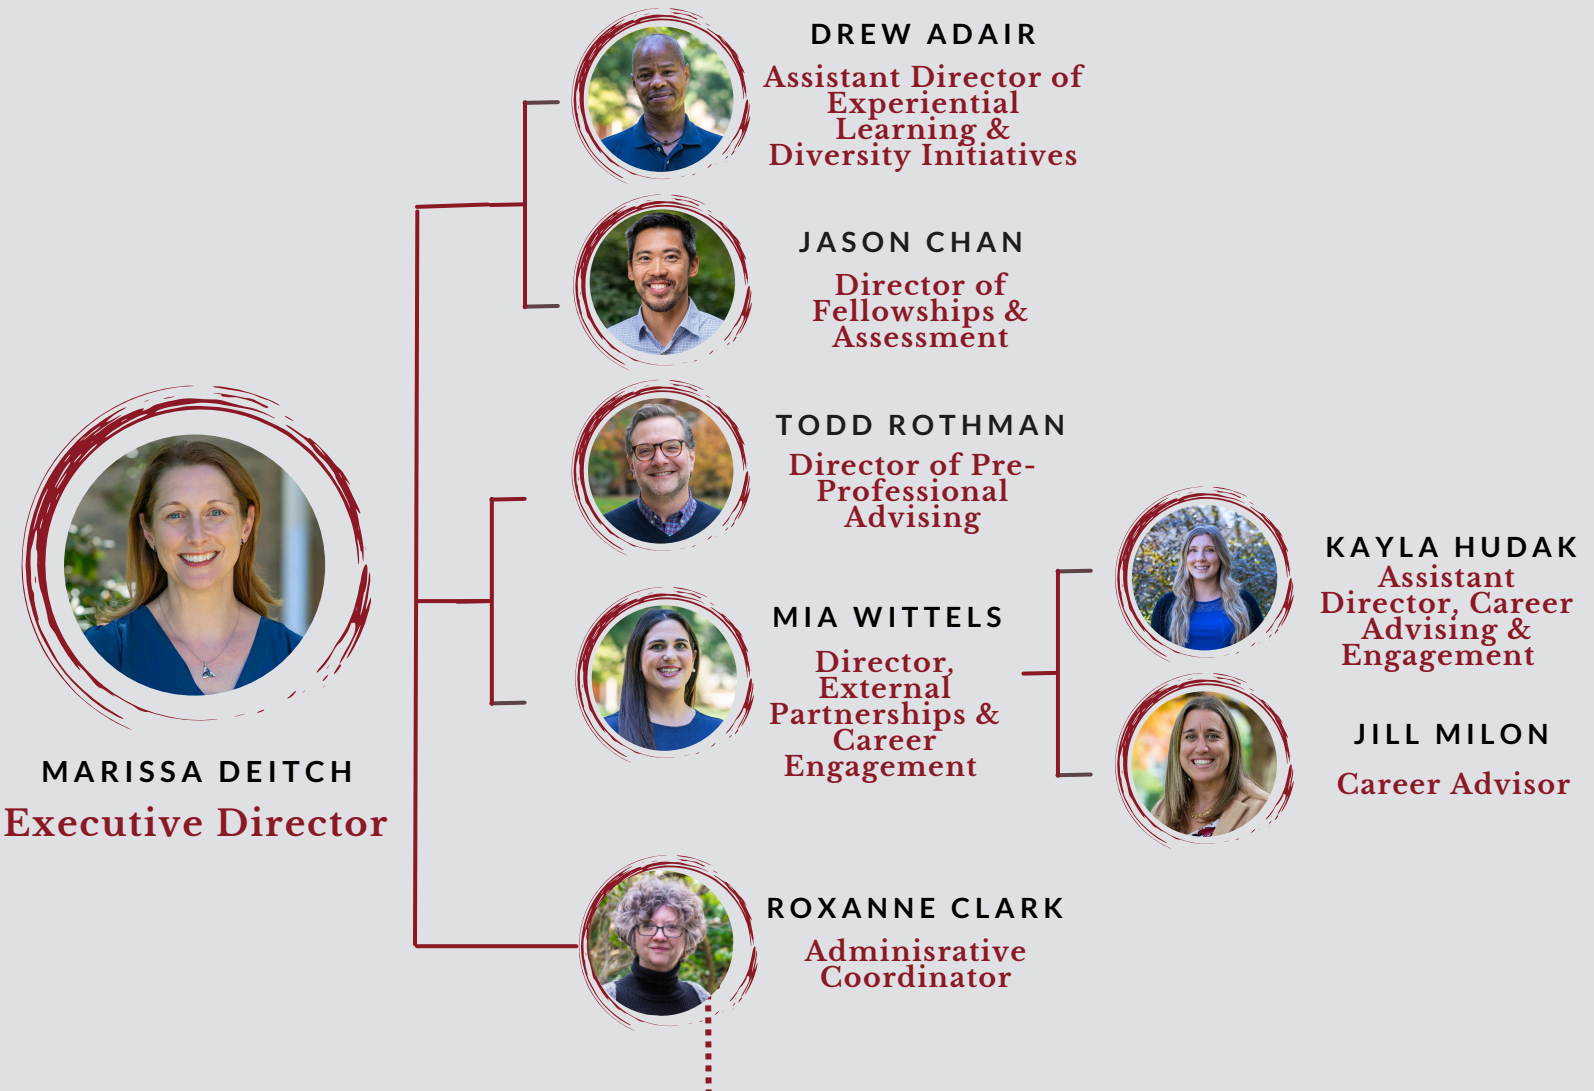 DREW ADAIR
Assistant Director of
Experiential
Learning &
Diversity Initiatives
JASON CHAN
Director of
Fellowships &
Assessment
TODD ROTHMAN
Director of Pre-
Professional
Advising
MIA WITTELS
Director,
External
Partnerships &
Career
Engagement
KAYLA HUDAK
Assistant
Director, Career
Advising &
Engagement
JILL MILON
Career Advisor
MARISSA DEITCH
Executive Director
ROXANNE CLARK
Adminisrative
Coordinator